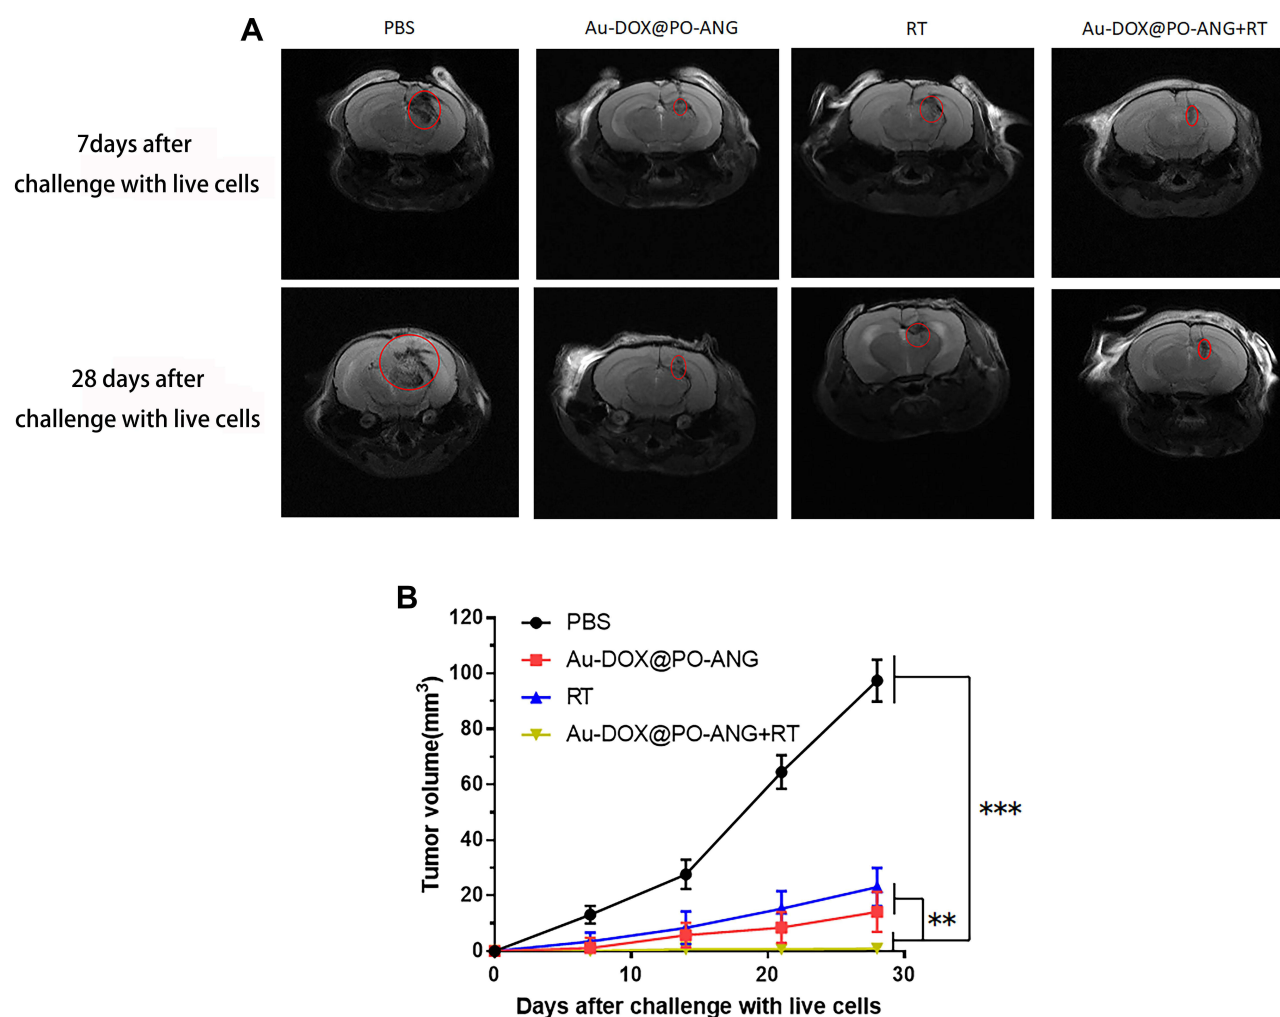 A
PBS
Au-DOX@PO-ANG
RT
Au-DOX@PO-ANG+RT
7days after
challenge with live cells
28 days after
challenge with live cells
B
120
100
80
60
40
20
0
Tumor volume(mm³)
PBS
Au-DOX@PO-ANG
RT
Au-DOX@PO-ANG+RT
***
**
0
10
20
30
Days after challenge with live cells